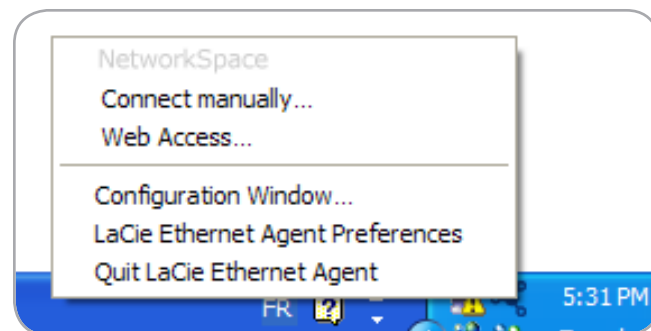 NetworkSpace
Connect manually...
Web Access...
Configuration Window...
LaCie Ethernet Agent Preferences
Quit LaCie Ethernet Agent
FR
5:31 PM